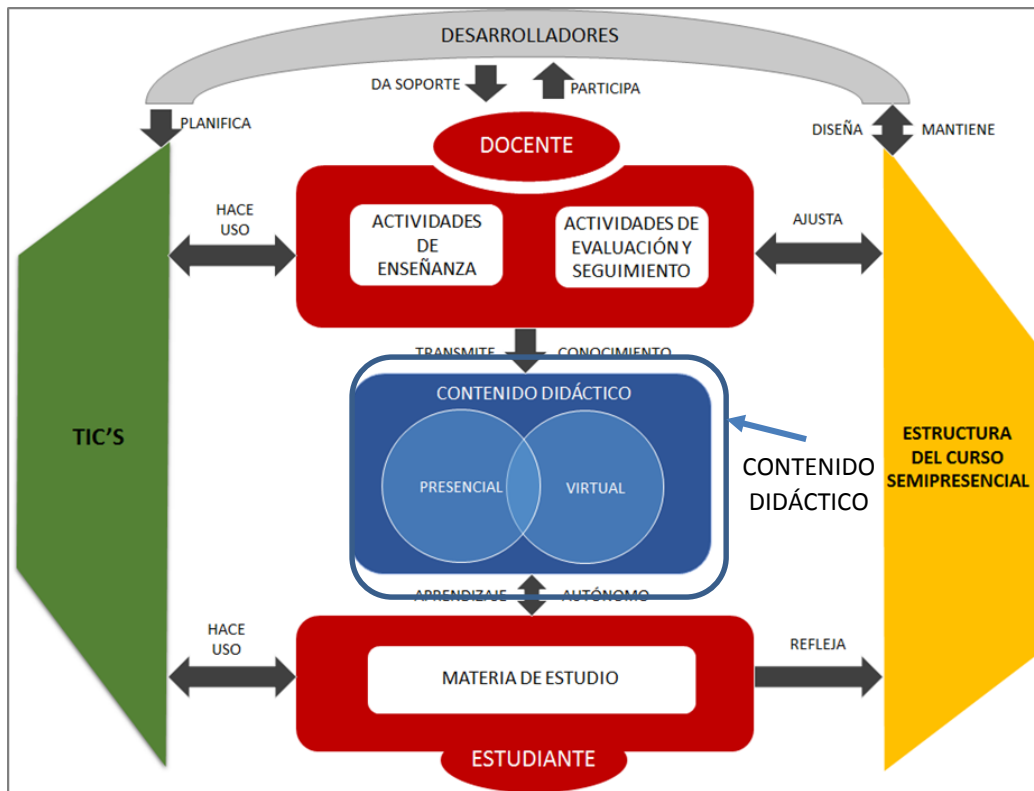 DESARROLLADORES
DA SOPORTE
PARTICIPA
PLANIFICA
DISEÑA
MANTIENE
DOCENTE
HACE
USO
ACTIVIDADES
DE
ENSEÑANZA
ACTIVIDADES DE
EVALUACIÓN Y
SEGUIMIENTO
AJUSTA
TRANSMITE
CONOCIMIENTO
CONTENIDO DIDÁCTICO
PRESENCIAL
VIRTUAL
TIC'S
CONTENIDO
DIDÁCTICO
ESTRUCTURA
DEL CURSO
SEMIPRESENCIAL
APRENDIZAJE
AUTÓNOMO
HACE
USO
MATERIA DE ESTUDIO
REFLEJA
ESTUDIANTE